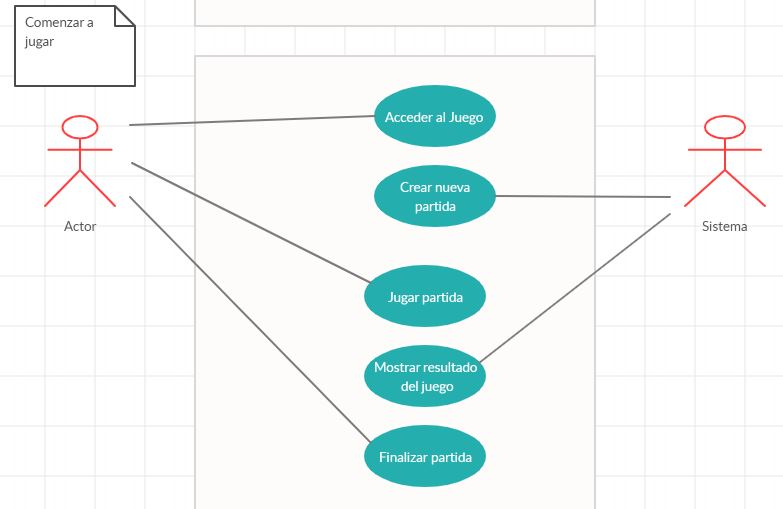 Comenzar a
jugar
Acceder al Juego
Crear nueva
partida
Actor
Sistema
Jugar partida
Mostrar resultado
del juego
Finalizar partida